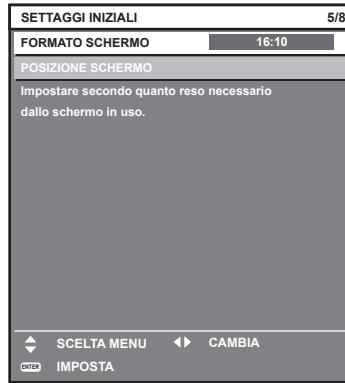 SETTAGGI INIZIALI 5/8
FORMATO SCHERMO 16:10
POSIZIONE SCHERMO
Impostare secondo quanto reso necessario
dallo schermo in uso.
SCELTA MENU CAMBIA
ENTER IMPOSTA